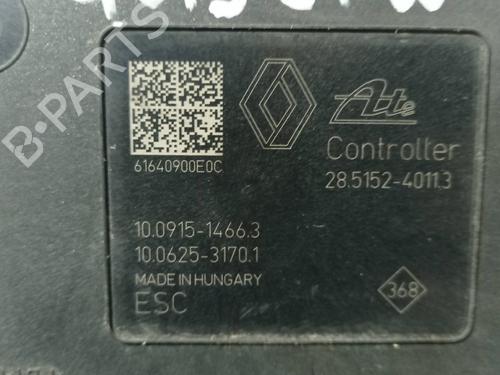 61640900E0C
Ate
Controller
28.5152-4011.3
10.0915-1466.3
10.0625-3170.1
MADE IN HUNGARY
ESC
368
B-PARTS